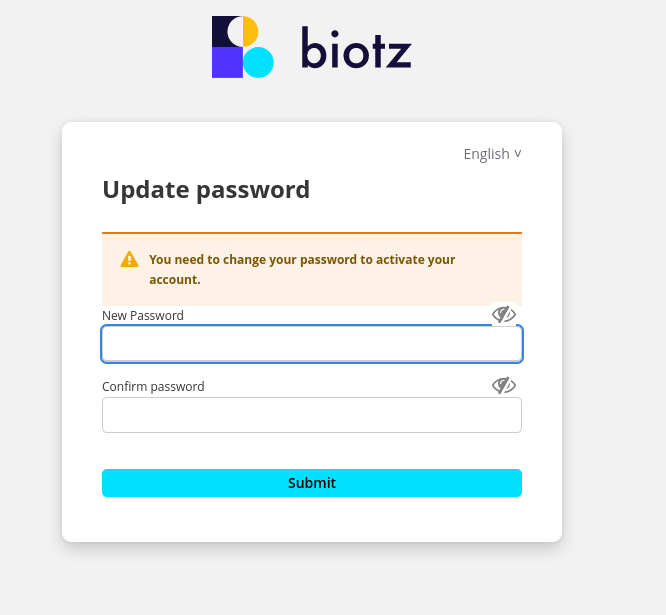 biotz
English v
Update password
You need to change your password to activate your
account.
New Password
Confirm password
Submit